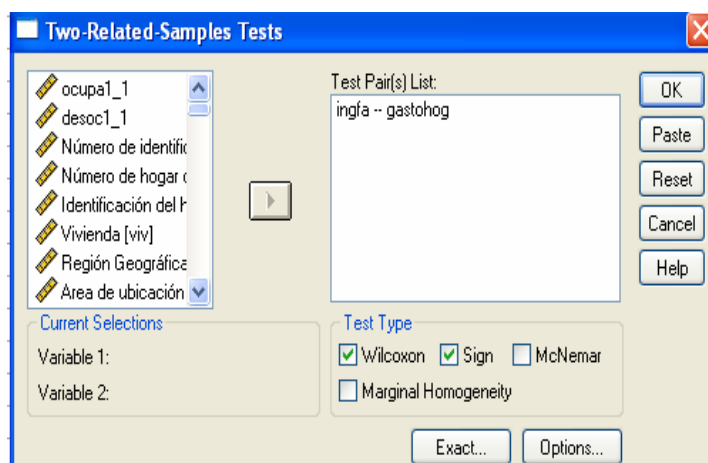 Two-Related-Samples Tests
ocupa1_1
desoc1_1
Número de identific
Número de hogar
Identificación del h
Vivienda [viv]
Región Geográfica
Area de ubicación
Test Pair(s) List:
ingfa -- gastohog
OK
Paste
Reset
Cancel
Help
Current Selections
Variable 1:
Variable 2:
Test Type
Wilcoxon
Sign
McNemar
Marginal Homogeneity
Exact...
Options...